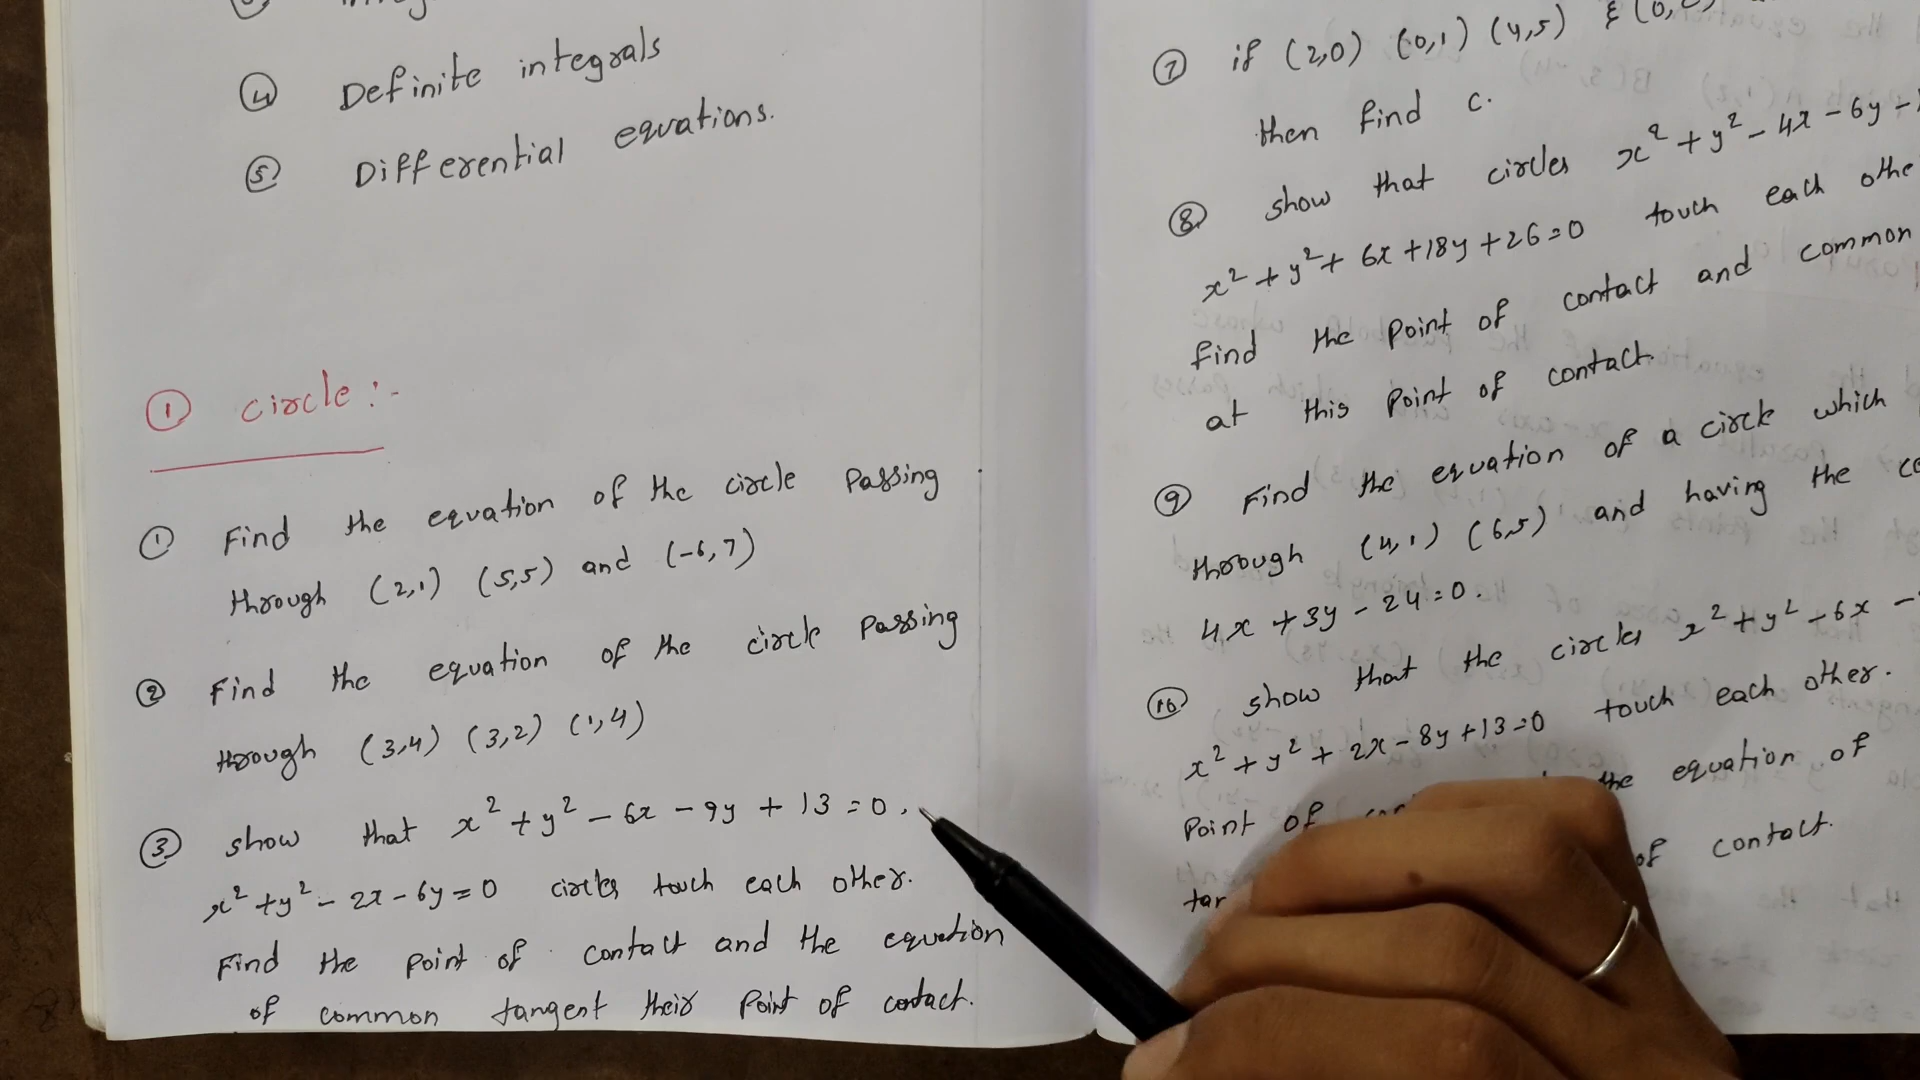 ④ Definite integrals
⑤ Differential equations.
① circle :-
① Find the equation of the circle Passing
through (2,1) (5,5) and (-6,7)
② Find the equation of the circle Passing
through (3,4) (3,2) (1,4)
③ show that x² + y² - 6x - 9y + 13 = 0,
x² + y² - 2x - 6y = 0 circles touch each other.
Find the point of contact and the equation
of common tangent their Point of contact.
⑦ if (2,0) (0,1) (4,5) & (0,
then find c.
⑧ show that circles x² + y² - 4x - 6y -
x² + y² + 6x + 18y + 26 = 0 touch each othe
find the point of contact and common
at this Point of contact.
⑨ Find the equation of a circle which
through (4,1) (6,5) and having the ce
4x + 3y - 24 = 0.
⑩ show that the circles x² + y² - 6x -
x² + y² + 2x - 8y + 13 = 0 touch each other.
Point of the equation of
tar of contact.